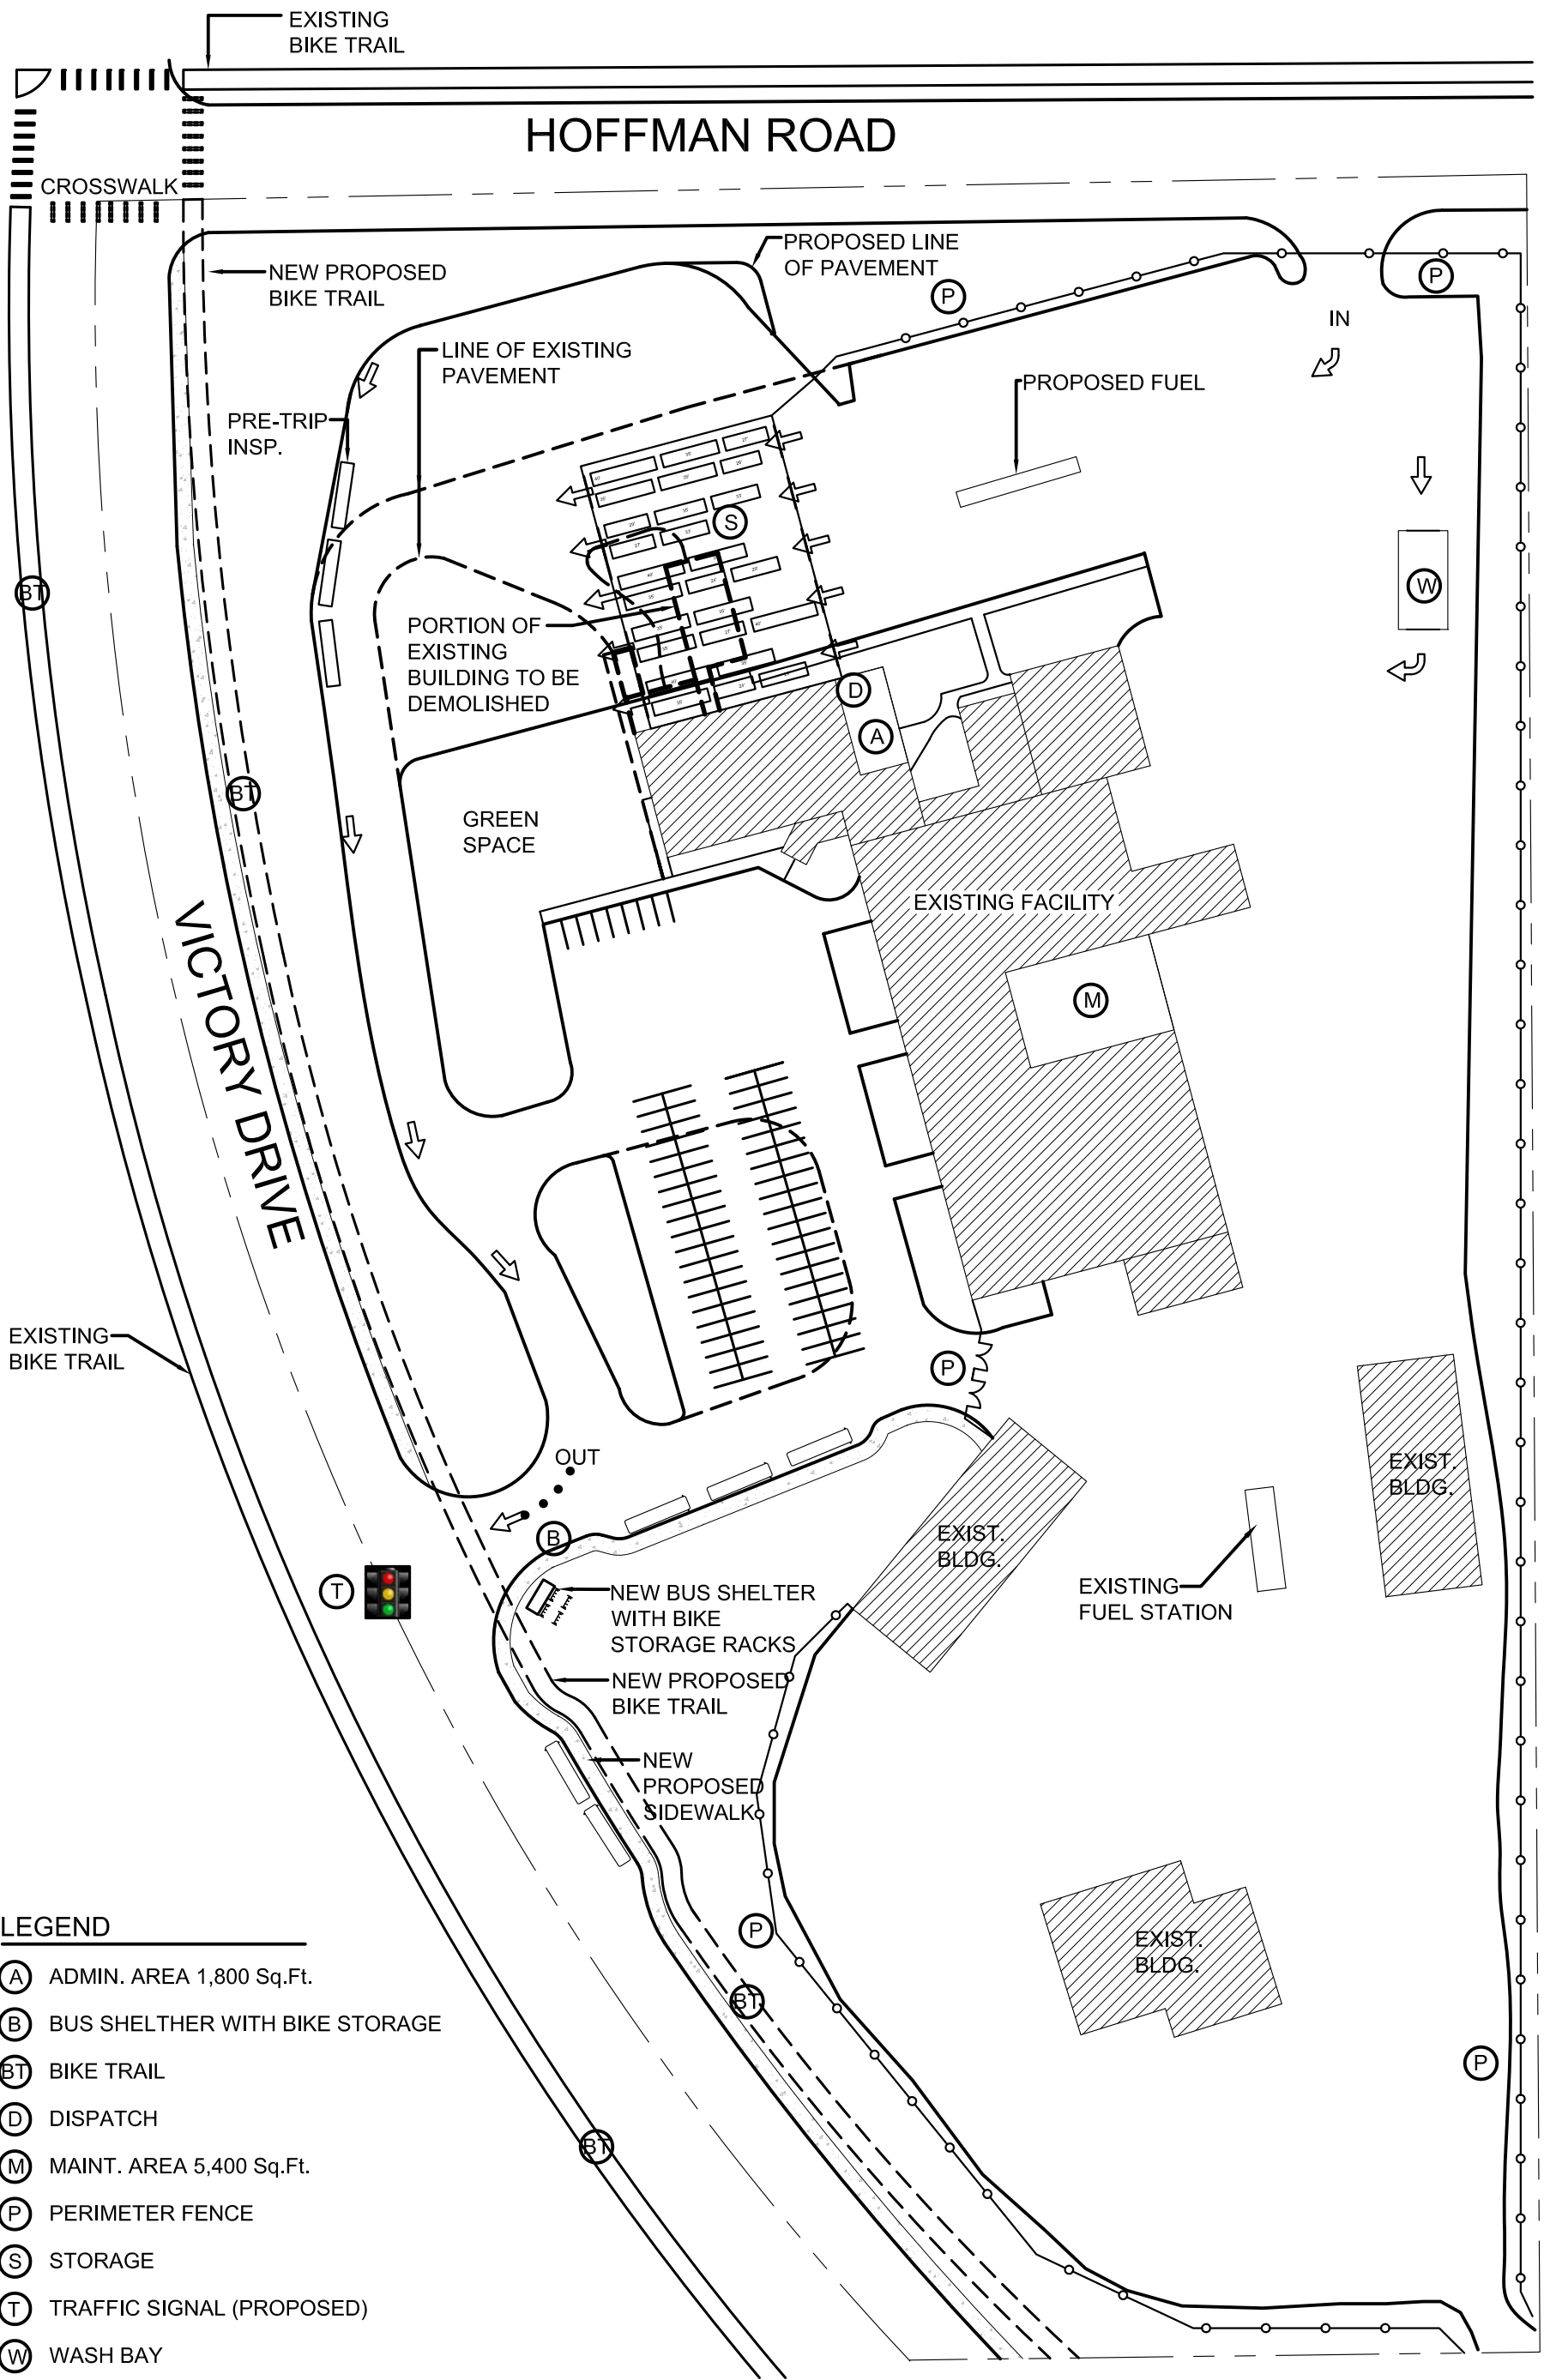 EXISTING
BIKE TRAIL
HOFFMAN ROAD
CROSSWALK
NEW PROPOSED
BIKE TRAIL
PROPOSED LINE
OF PAVEMENT
P
P
IN
LINE OF EXISTING
PAVEMENT
PROPOSED FUEL
PRE-TRIP
INSP.
S
BT
W
PORTION OF
EXISTING
BUILDING TO BE
DEMOLISHED
D
A
BT
GREEN
SPACE
EXISTING FACILITY
VICTORY DRIVE
M
EXISTING
BIKE TRAIL
P
OUT
EXIST.
BLDG.
B
EXIST.
BLDG.
T
NEW BUS SHELTER
WITH BIKE
STORAGE RACKS
EXISTING
FUEL STATION
NEW PROPOSED
BIKE TRAIL
NEW
PROPOSED
SIDEWALK
P
EXIST.
BLDG.
BT
P
BT
LEGEND
A ADMIN. AREA 1,800 Sq.Ft.
B BUS SHELTHER WITH BIKE STORAGE
BT BIKE TRAIL
D DISPATCH
M MAINT. AREA 5,400 Sq.Ft.
P PERIMETER FENCE
S STORAGE
T TRAFFIC SIGNAL (PROPOSED)
W WASH BAY